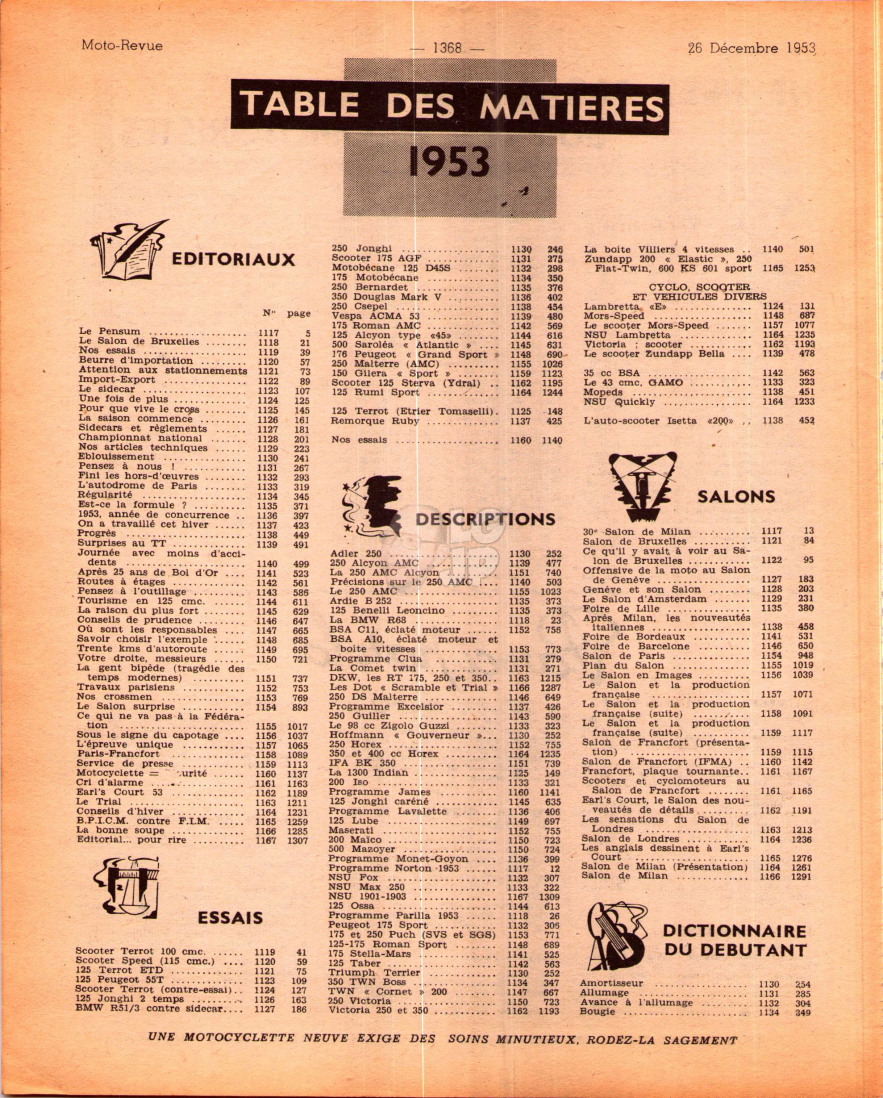 Moto-Revue
— 1368 —
26 Décembre 1953
TABLE DES MATIERES
1953
EDITORIAUX
N° page
Le Pensum 1117 5
Le Salon de Bruxelles 1118 21
Nos essais 1119 39
Beurre d'importation 1120 57
Attention aux stationnements 1121 73
Import-Export 1122 89
Le sidecar 1123 107
Une fois de plus 1124 125
Pour que vive le cross 1125 145
La saison commence 1126 161
Sidecars et règlements 1127 181
Championnat national 1128 201
Nos articles techniques 1129 223
Eblouissement 1130 241
Pensez à nous ! 1131 267
Fini les hors-d'œuvres 1132 293
L'autodrome de Paris 1133 319
Régularité 1134 345
Est-ce la formule ? 1135 371
1953, année de concurrence .. 1136 397
On a travaillé cet hiver 1137 423
Progrès 1138 449
Surprises au TT 1139 491
Journée avec moins d'acci-
dents 1140 499
Après 25 ans de Boi d'Or 1141 523
Routes à étages 1142 561
Pensez à l'outillage 1143 586
Tourisme en 125 cmc. 1144 611
La raison du plus fort 1145 629
Conseils de prudence 1146 647
Où sont les responsables 1147 665
Savoir choisir l'exemple 1148 685
Trente kms d'autoroute 1149 695
Votre droite, messieurs 1150 721
La gent bipède (tragédie des
temps modernes) 1151 737
Travaux parisiens 1152 753
Nos crossmen 1153 769
Le Salon surprise 1154 893
Ce qui ne va pas à la Fédéra-
tion 1155 1017
Sous le signe du capotage 1156 1037
L'épreuve unique 1157 1065
Paris-Francfort 1158 1089
Service de presse 1159 1113
Motocyclette = urité 1160 1137
Cri d'alarme 1161 1163
Earl's Court 53 1162 1189
Le Trial 1163 1211
Conseils d'hiver 1164 1231
B.P.I.C.M. contre F.I.M. 1165 1259
La bonne soupe 1166 1285
Editorial... pour rire 1167 1307
ESSAIS
Scooter Terrot 100 cmc. 1119 41
Scooter Speed (115 cmc.) 1120 59
125 Terrot ETD 1121 75
125 Peugeot 55T 1123 109
Scooter Terrot (contre-essai) 1124 127
125 Jonghi 2 temps 1126 163
BMW R51/3 contre sidecar.... 1127 186
250 Jonghi 1130 246
Scooter 175 AGF 1131 275
Motobécane 125 D45S 1132 298
175 Motobécane 1134 350
250 Bernardet 1135 376
350 Douglas Mark V 1136 402
250 Csepel 1138 454
Vespa ACMA 53 1139 480
175 Roman AMC 1142 569
125 Alcyon type «45» 1144 616
500 Saroléa « Atlantic » 1145 631
176 Peugeot « Grand Sport » 1148 690
250 Malterre (AMC) 1155 1026
150 Gilera « Sport » 1159 1123
Scooter 125 Sterva (Ydral) .. 1162 1195
125 Rumi Sport 1164 1244
125 Terrot (Etrier Tomaselli). 1125 148
Remorque Ruby 1137 425
Nos essais 1160 1140
DESCRIPTIONS
Adler 250 1130 252
250 Alcyon AMC 1139 477
La 250 AMC Alcyon 1151 740
Précisions sur le 250 AMC 1140 503
Le 250 AMC 1155 1023
Ardie B 252 1135 373
125 Benelli Leoncino 1135 373
La BMW R68 1118 23
BSA C11, éclaté moteur 1152 756
BSA A10, éclaté moteur et
boite vitesses 1153 773
Programme Clua 1131 279
La Comet twin 1131 271
DKW, les RT 175, 250 et 350.. 1163 1215
Les Dot « Scramble et Trial » 1166 1287
250 DS Malterre 1146 649
Programme Excelsior 1137 426
250 Guiller 1143 590
Le 98 cc Zigolo Guzzi 1133 323
Hoffmann « Gouverneur »... 1130 252
250 Horex 1152 755
350 et 400 cc Horex 1164 1235
IFA BK 350 1151 739
La 1300 Indian 1125 149
200 Iso 1133 321
Programme James 1160 1141
125 Jonghi caréné 1145 635
Programme Lavalette 1136 406
125 Lube 1149 697
Maserati 1152 755
200 Maïco 1150 723
500 Mazoyer 1150 724
Programme Monet-Goyon 1136 399
Programme Norton 1953 1117 12
NSU Fox 1132 307
NSU Max 250 1133 322
NSU 1901-1903 1167 1309
125 Ossa 1144 613
Programme Parilla 1953 1118 26
Peugeot 175 Sport 1132 306
175 et 250 Puch (SVS et SGS) 1153 771
125-175 Roman Sport 1148 689
175 Stella-Mars 1141 525
125 Taber 1142 563
Triumph Terrier 1130 252
350 TWN Boss 1134 347
TWN « Cornet » 200 1147 667
250 Victoria 1150 723
Victoria 250 et 350 1162 1193
La boite Villiers 4 vitesses .. 1140 501
Zundapp 200 « Elastic », 250
Flat-Twin, 600 KS 601 sport 1165 1253
CYCLO, SCOOTER
ET VEHICULES DIVERS
Lambretta «E» 1124 131
Mors-Speed 1148 687
Le scooter Mors-Speed 1157 1077
NSU Lambretta 1164 1235
Victoria : scooter 1162 1193
Le scooter Zundapp Bella 1139 478
35 cc BSA 1142 563
Le 43 cmc. GAMO 1133 323
Mopeds 1138 451
NSU Quickly 1164 1233
L'auto-scooter Isetta «200» .. 1138 452
SALONS
30e Salon de Milan 1117 13
Salon de Bruxelles 1121 84
Ce qu'il y avait à voir au Sa-
lon de Bruxelles 1122 95
Offensive de la moto au Salon
de Genève 1127 183
Genève et son Salon 1128 203
Le Salon d'Amsterdam 1129 231
Foire de Lille 1135 380
Après Milan, les nouveautés
italiennes 1138 458
Foire de Bordeaux 1141 531
Foire de Barcelone 1146 650
Salon de Paris 1154 948
Plan du Salon 1155 1019
Le Salon en Images 1156 1039
Le Salon et la production
française 1157 1071
Le Salon et la production
française (suite) 1158 1091
Le Salon et la production
française (suite) 1159 1117
Salon de Francfort (présenta-
tion) 1159 1115
Salon de Francfort (IFMA) .. 1160 1142
Francfort, plaque tournante.. 1161 1167
Scooters et cyclomoteurs au
Salon de Francfort 1161 1165
Earl's Court, le Salon des nou-
veautés de détails 1162 1191
Les sensations du Salon de
Londres 1163 1213
Salon de Londres 1164 1236
Les anglais dessinent à Earl's
Court 1165 1276
Salon de Milan (Présentation) 1164 1261
Salon de Milan 1166 1291
DICTIONNAIRE
DU DEBUTANT
Amortisseur 1130 254
Allumage 1131 285
Avance à l'allumage 1132 304
Bougie 1134 349
UNE MOTOCYCLETTE NEUVE EXIGE DES SOINS MINUTIEUX, RODEZ-LA SAGEMENT